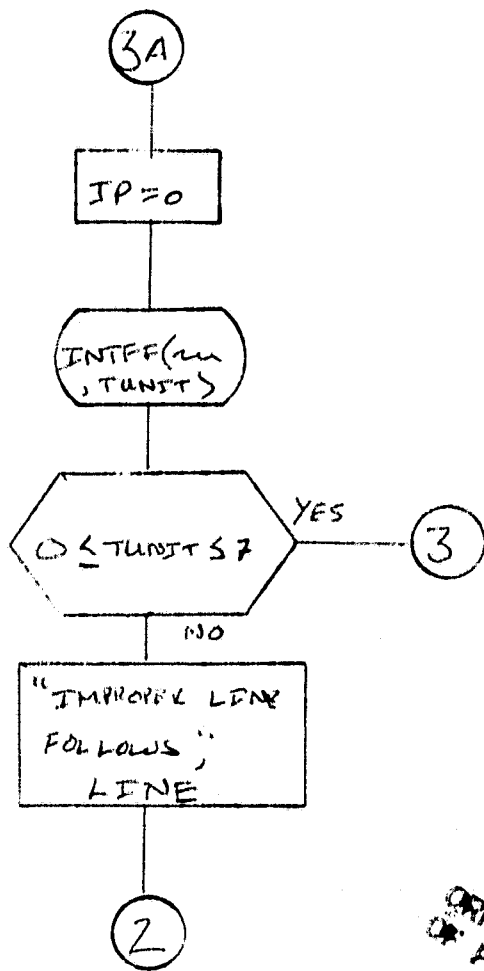 3A
IP = 0
INTFF(
, TUNIT)
0 ≤ TUNIT ≤ 7
YES
3
NO
"IMPROPER LINE
FOLLOWS",
LINE
2